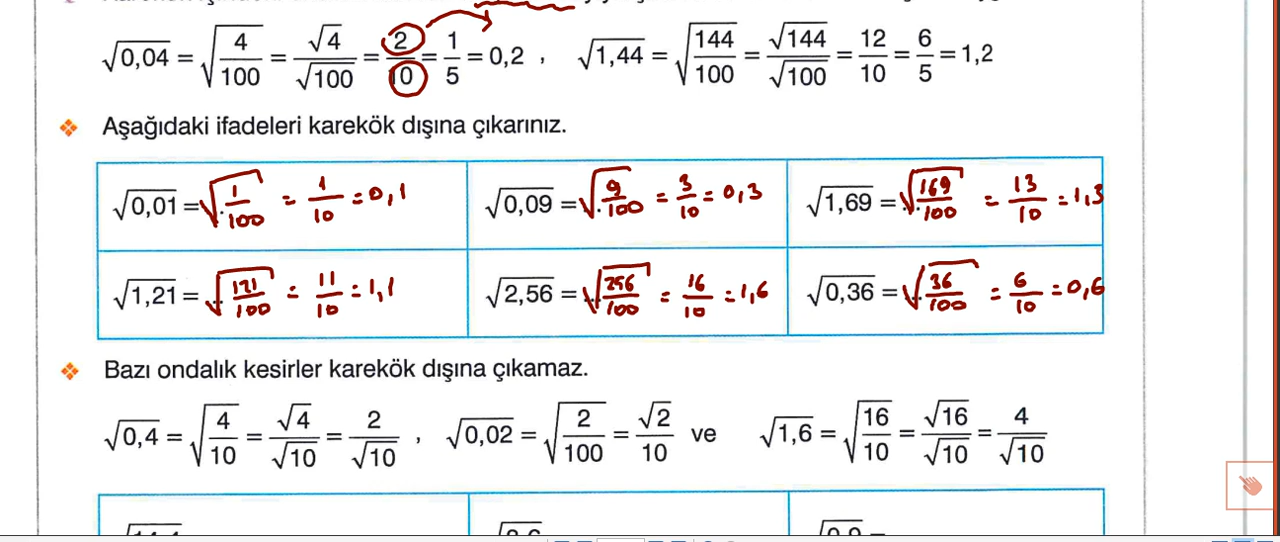 √0,04 = √(4/100) = √4/√100 = 2/10 = 1/5 = 0,2 , √1,44 = √(144/100) = √144/√100 = 12/10 = 6/5 = 1,2
❖ Aşağıdaki ifadeleri karekök dışına çıkarınız.
√0,01 = √(1/100) = 1/10 = 0,1 √0,09 = √(9/100) = 3/10 = 0,3 √1,69 = √(169/100) = 13/10 = 1,3
√1,21 = √(121/100) = 11/10 = 1,1 √2,56 = √(256/100) = 16/10 = 1,6 √0,36 = √(36/100) = 6/10 = 0,6
❖ Bazı ondalık kesirler karekök dışına çıkamaz.
√0,4 = √(4/10) = √4/√10 = 2/√10 , √0,02 = √(2/100) = √2/10 ve √1,6 = √(16/10) = √16/√10 = 4/√10